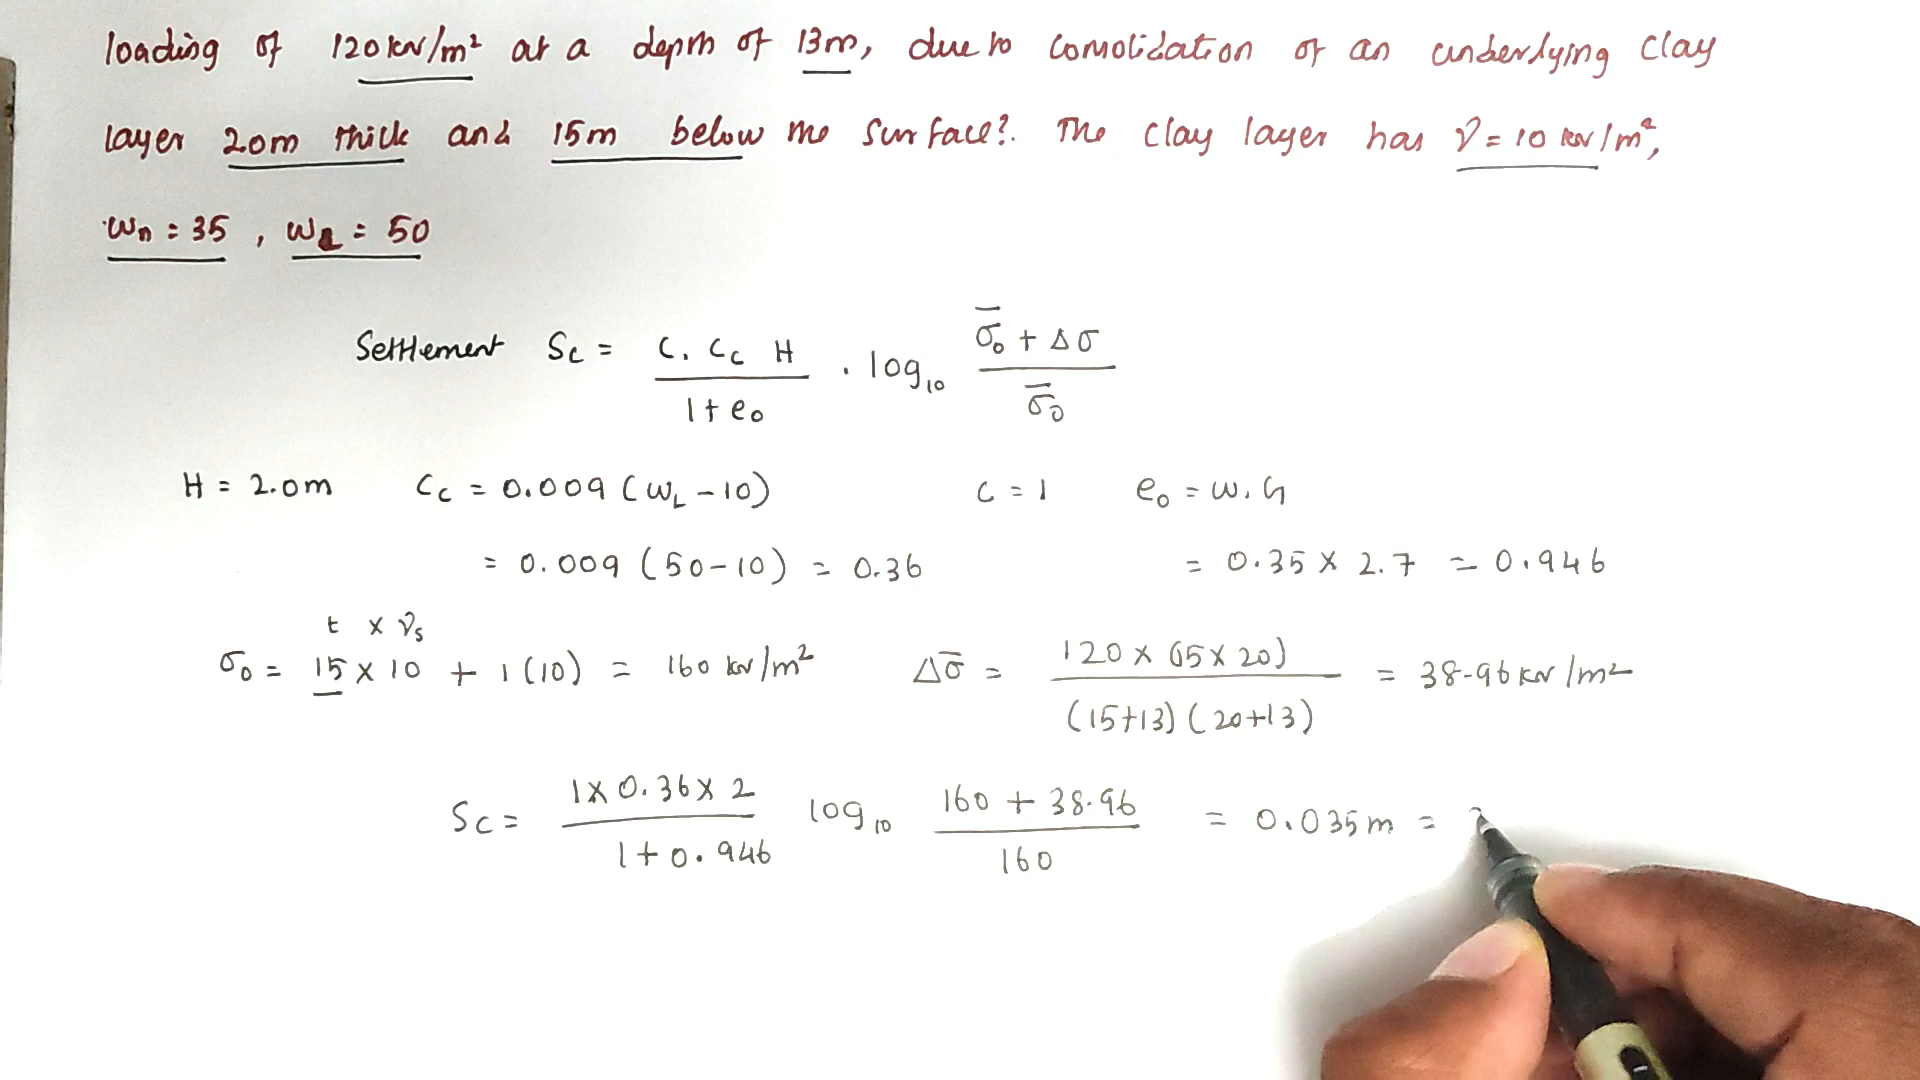 loading of 120 kN/m² at a depth of 13m, due to consolidation of an underlying clay
layer 2.0m thick and 15m below the surface?. The clay layer has γ = 10 kN/m²,
wn = 35 , wL = 50
Settlement Sc = C. Cc H / 1+e₀ . log₁₀ σ̄₀ + Δσ / σ̄₀
H = 2.0m Cc = 0.009 (wL - 10) C = 1 e₀ = w.G
= 0.009 (50-10) = 0.36 = 0.35 x 2.7 = 0.946
t x γs
σ₀ = 15 x 10 + 1(10) = 160 kN/m² Δσ̄ = 120 x (15 x 20) / (15+13)(20+13) = 38.96 kN/m²
Sc = 1 x 0.36 x 2 / 1+0.946 log₁₀ 160 + 38.96 / 160 = 0.035m =